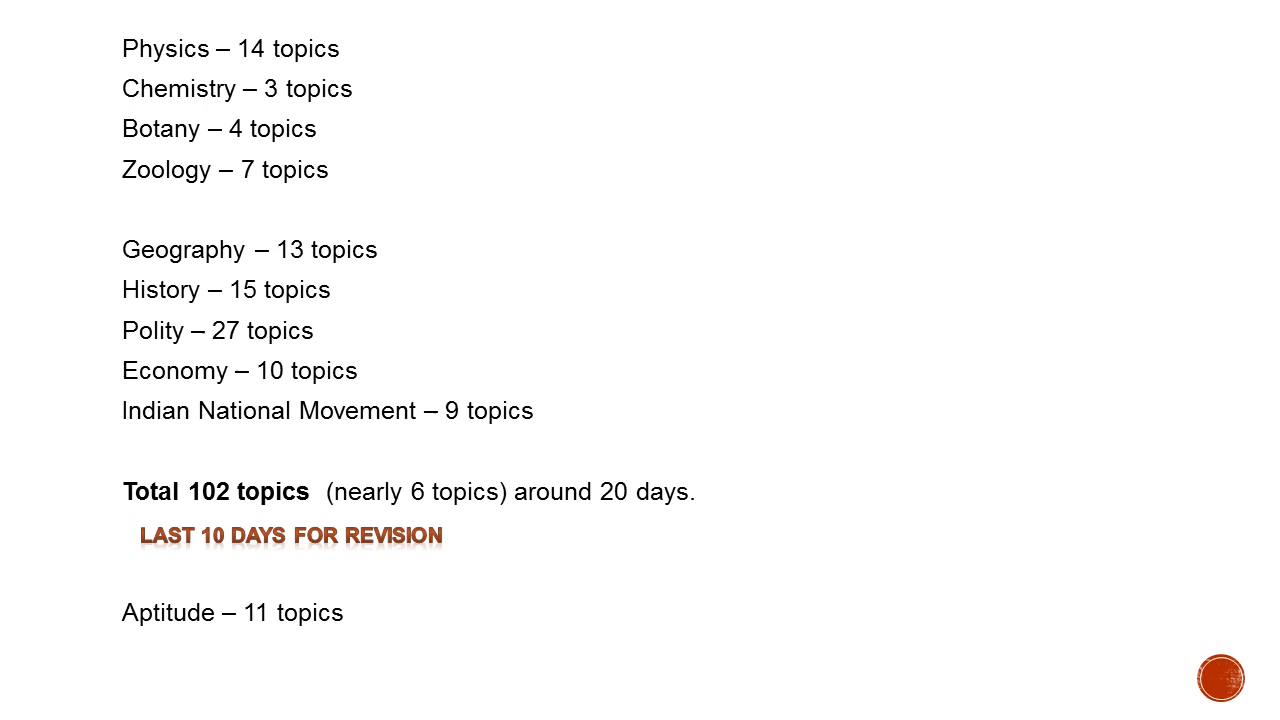 Physics – 14 topics
Chemistry – 3 topics
Botany – 4 topics
Zoology – 7 topics
Geography – 13 topics
History – 15 topics
Polity – 27 topics
Economy – 10 topics
Indian National Movement – 9 topics
Total 102 topics (nearly 6 topics) around 20 days.
LAST 10 DAYS FOR REVISION
Aptitude – 11 topics